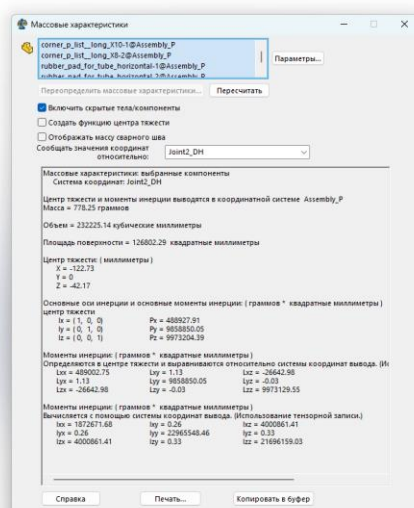 Массовые характеристики
corner_p_list__long_X10-1@Assembly_P
corner_p_list__long_X8-2@Assembly_P
rubber_pad_for_tube_horizontal-1@Assembly_P
rubber_pad_for_tube_horizontal-2@Assembly_P
Параметры...
Переопределить массовые характеристики...
Пересчитать
Включить скрытые тела/компоненты
Создать функцию центра тяжести
Отображать массу сварного шва
Сообщать значения координат относительно:
Joint2_DH
Массовые характеристики: выбранные компоненты
Система координат: Joint2_DH
Центр тяжести и моменты инерции выводятся в координатной системе Assembly_P
Масса = 778.25 граммов
Объем = 232225.14 кубические миллиметры
Площадь поверхности = 126802.29 квадратные миллиметры
Центр тяжести: ( миллиметры )
X = -122.73
Y = 0
Z = -42.17
Основные оси инерции и основные моменты инерции: ( граммов * квадратные миллиметры )
центр тяжести
Ix = ( 1, 0, 0) Px = 488927.91
Iy = ( 0, 1, 0) Py = 9858850.05
Iz = ( 0, 0, 1) Pz = 9973204.39
Моменты инерции: ( граммов * квадратные миллиметры )
Определяются в центре тяжести и выравниваются относительно системы координат вывода. (Ис
Lxx = 489002.75 Lxy = 1.13 Lxz = -26642.98
Lyx = 1.13 Lyy = 9858850.05 Lyz = -0.03
Lzx = -26642.98 Lzy = -0.03 Lzz = 9973129.55
Моменты инерции: ( граммов * квадратные миллиметры )
Вычисляется с помощью системы координат вывода. (Использование тензорной записи.)
Ixx = 1872671.68 Ixy = 0.26 Ixz = 4000861.41
Iyx = 0.26 Iyy = 22965548.46 Iyz = 0.33
Izx = 4000861.41 Izy = 0.33 Izz = 21696159.03
Справка
Печать...
Копировать в буфер